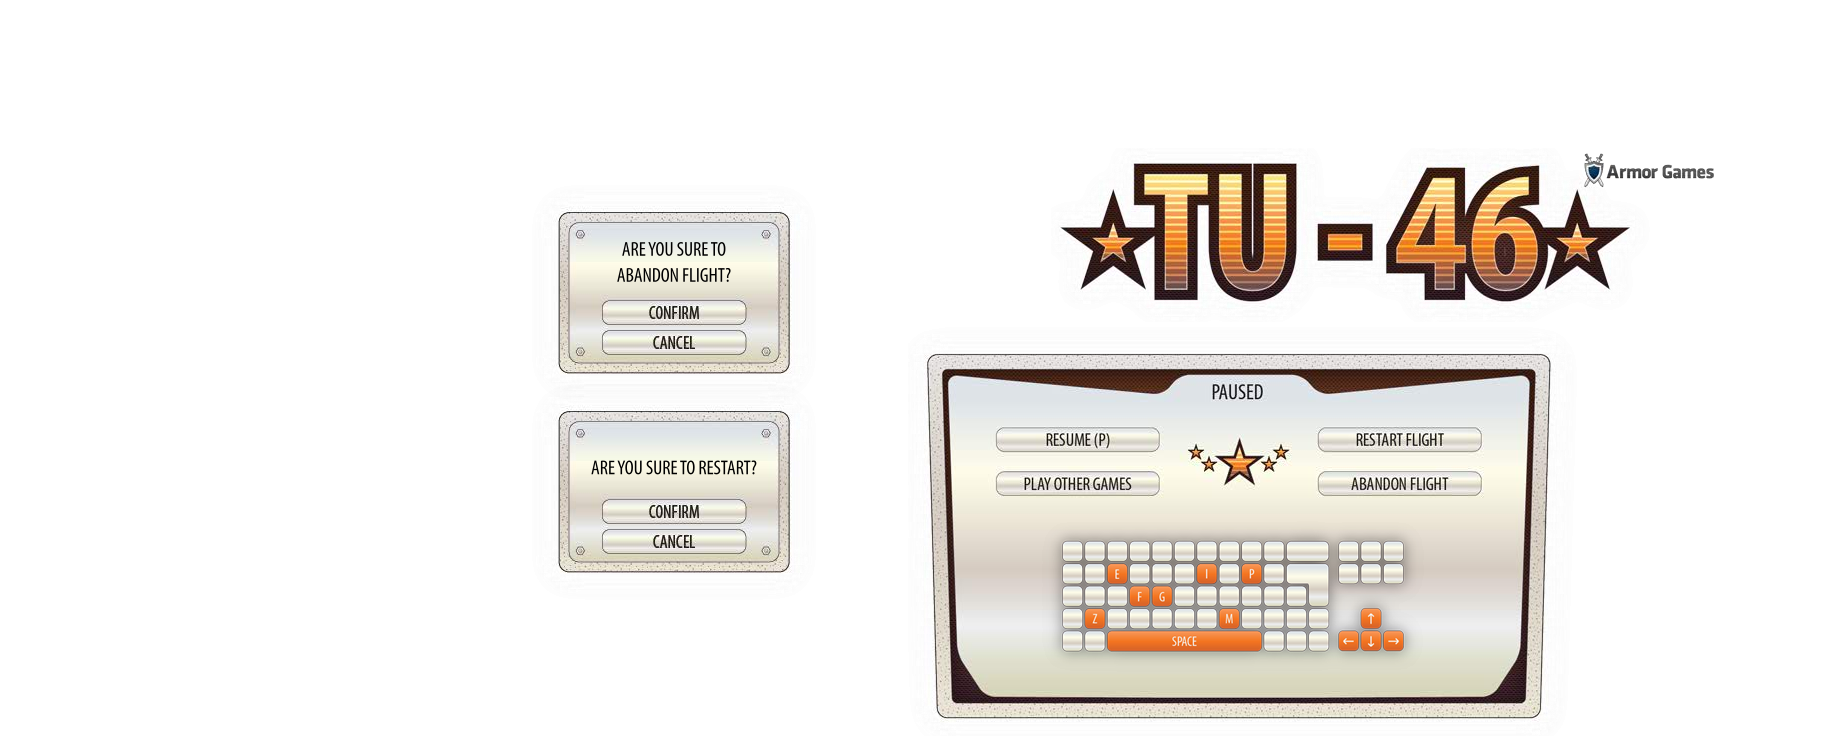 TU - 46
Armor Games
ARE YOU SURE TO
ABANDON FLIGHT?
CONFIRM
CANCEL
ARE YOU SURE TO RESTART?
CONFIRM
CANCEL
PAUSED
RESUME (P)
RESTART FLIGHT
PLAY OTHER GAMES
ABANDON FLIGHT
E I P
F G
Z M
↑
SPACE ← ↓ →